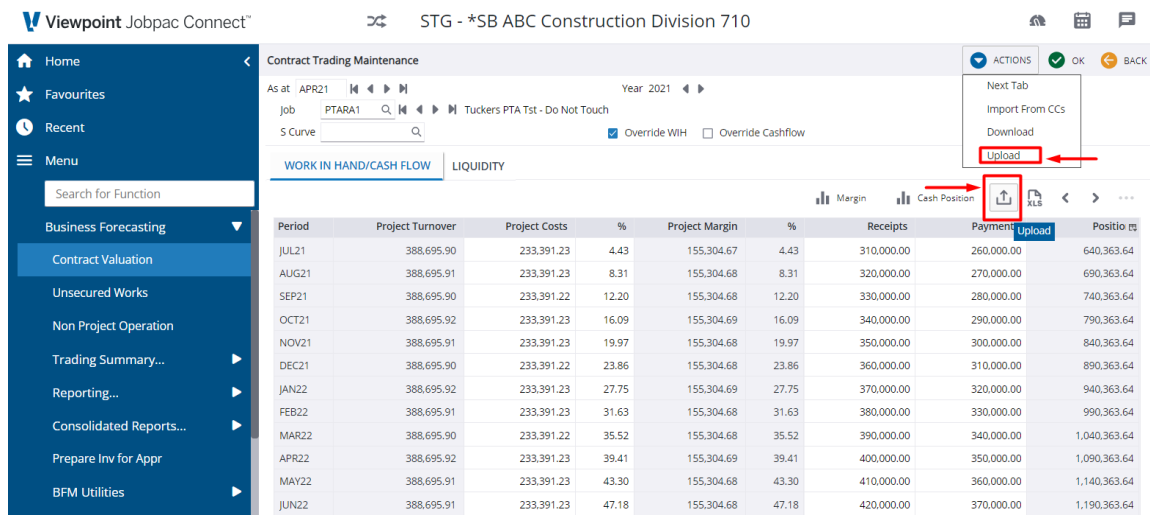 Viewpoint Jobpac Connect™ STG - *SB ABC Construction Division 710
Home Contract Trading Maintenance ACTIONS OK BACK
As at APR21 Year 2021 Next Tab
Favourites
Job PTARA1 Tuckers PTA Tst - Do Not Touch Import From CCs
Recent
S Curve Override WIH Override Cashflow Download
Menu Upload
WORK IN HAND/CASH FLOW LIQUIDITY
Search for Function
Margin Cash Position XLS
Business Forecasting Period Project Turnover Project Costs % Project Margin % Receipts Payment Upload Positio
JUL21 388,695.90 233,391.23 4.43 155,304.67 4.43 310,000.00 260,000.00 640,363.64
Contract Valuation
AUG21 388,695.91 233,391.23 8.31 155,304.68 8.31 320,000.00 270,000.00 690,363.64
Unsecured Works
SEP21 388,695.90 233,391.22 12.20 155,304.68 12.20 330,000.00 280,000.00 740,363.64
Non Project Operation
OCT21 388,695.92 233,391.23 16.09 155,304.69 16.09 340,000.00 290,000.00 790,363.64
NOV21 388,695.91 233,391.23 19.97 155,304.68 19.97 350,000.00 300,000.00 840,363.64
Trading Summary...
DEC21 388,695.90 233,391.22 23.86 155,304.68 23.86 360,000.00 310,000.00 890,363.64
Reporting...
JAN22 388,695.92 233,391.23 27.75 155,304.69 27.75 370,000.00 320,000.00 940,363.64
FEB22 388,695.91 233,391.23 31.63 155,304.68 31.63 380,000.00 330,000.00 990,363.64
Consolidated Reports...
MAR22 388,695.90 233,391.22 35.52 155,304.68 35.52 390,000.00 340,000.00 1,040,363.64
Prepare Inv for Appr
APR22 388,695.92 233,391.23 39.41 155,304.69 39.41 400,000.00 350,000.00 1,090,363.64
MAY22 388,695.91 233,391.23 43.30 155,304.68 43.30 410,000.00 360,000.00 1,140,363.64
BFM Utilities
JUN22 388,695.91 233,391.23 47.18 155,304.68 47.18 420,000.00 370,000.00 1,190,363.64